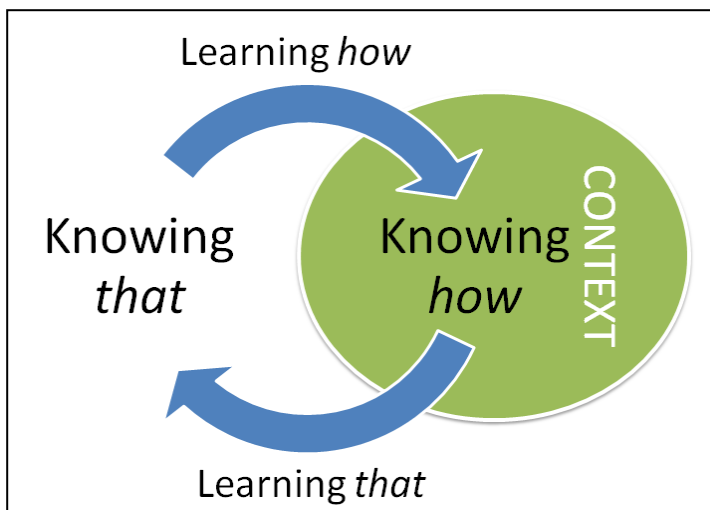 Learning how
Knowing
that
Knowing
how
CONTEXT
Learning that